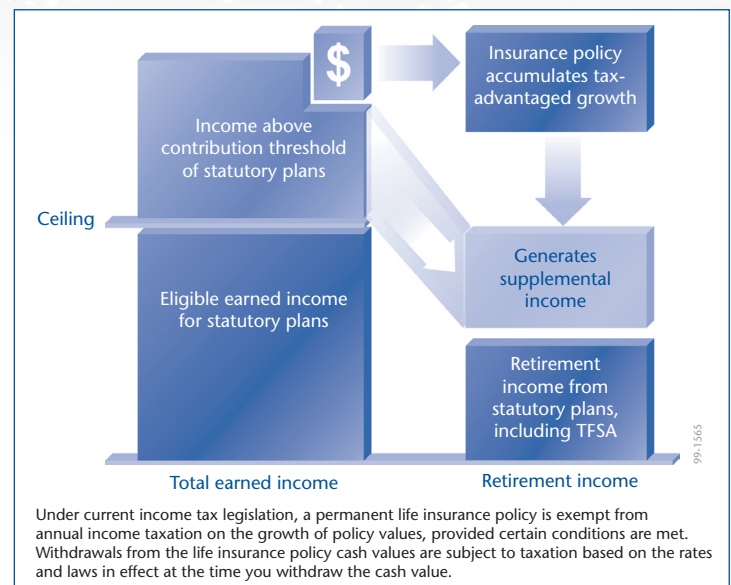 $
Insurance policy
accumulates tax-
advantaged growth
Income above
contribution threshold
of statutory plans
Ceiling
Generates
supplemental
income
Eligible earned income
for statutory plans
Retirement
income from
statutory plans,
including TFSA
99-1565
Total earned income
Retirement income
Under current income tax legislation, a permanent life insurance policy is exempt from
annual income taxation on the growth of policy values, provided certain conditions are met.
Withdrawals from the life insurance policy cash values are subject to taxation based on the rates
and laws in effect at the time you withdraw the cash value.